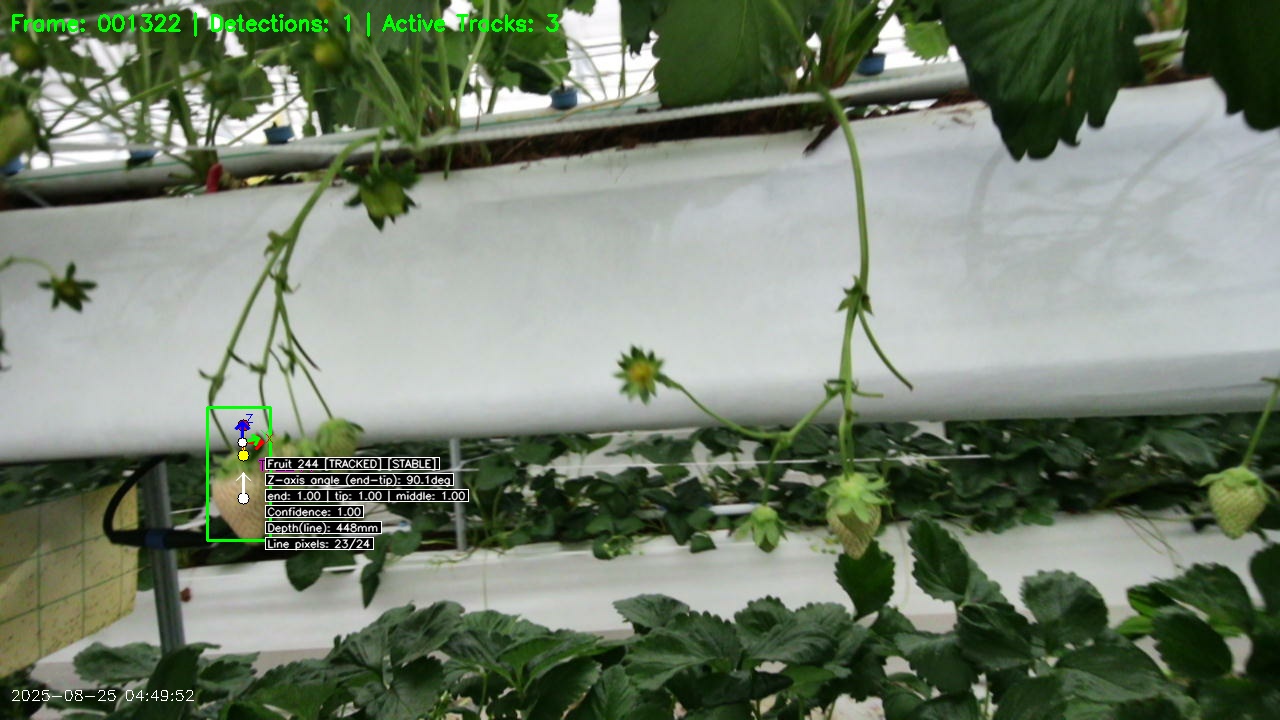 Frame: 001322 | Detections: 1 | Active Tracks: 3
Z
Fruit 244 [TRACKED] [STABLE]
Z-axis angle (end-tip): 90.1deg
end: 1.00 | tip: 1.00 | middle: 1.00
Confidence: 1.00
Depth(line): 448mm
Line pixels: 23/24
2025-08-25 04:49:52